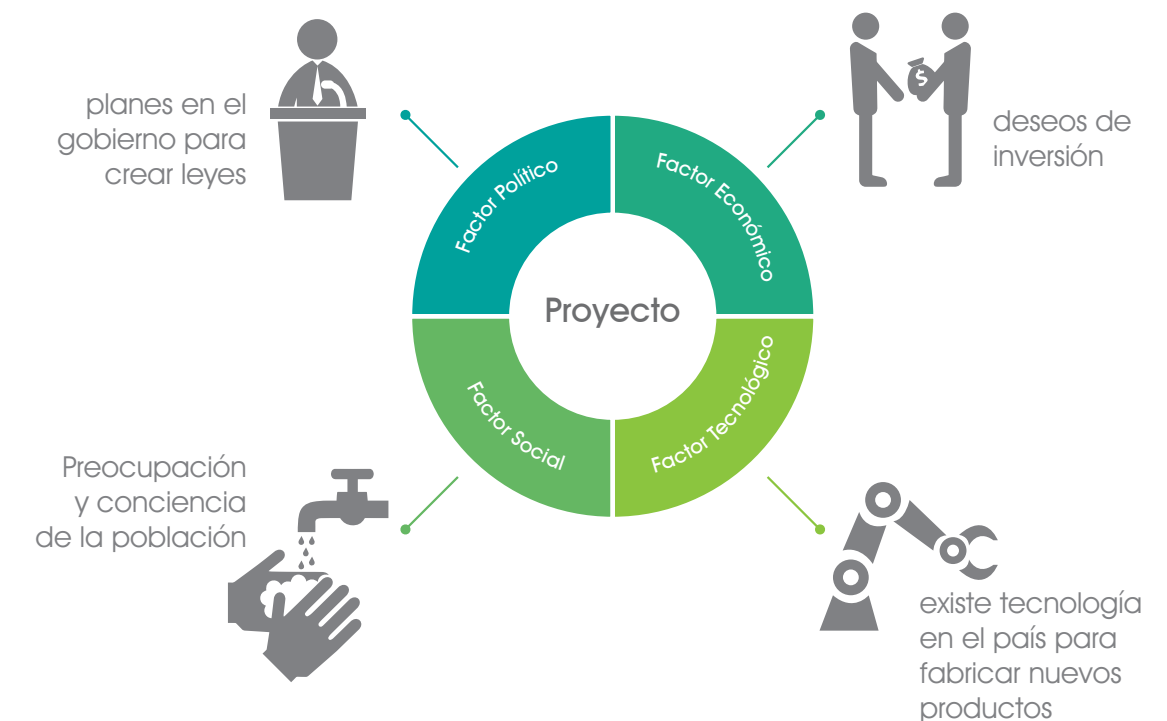 planes en el
gobierno para
crear leyes
deseos de
inversión
$
Factor Político
Factor Económico
Proyecto
Factor Social
Factor Tecnológico
Preocupación
y conciencia
de la población
existe tecnología
en el país para
fabricar nuevos
productos